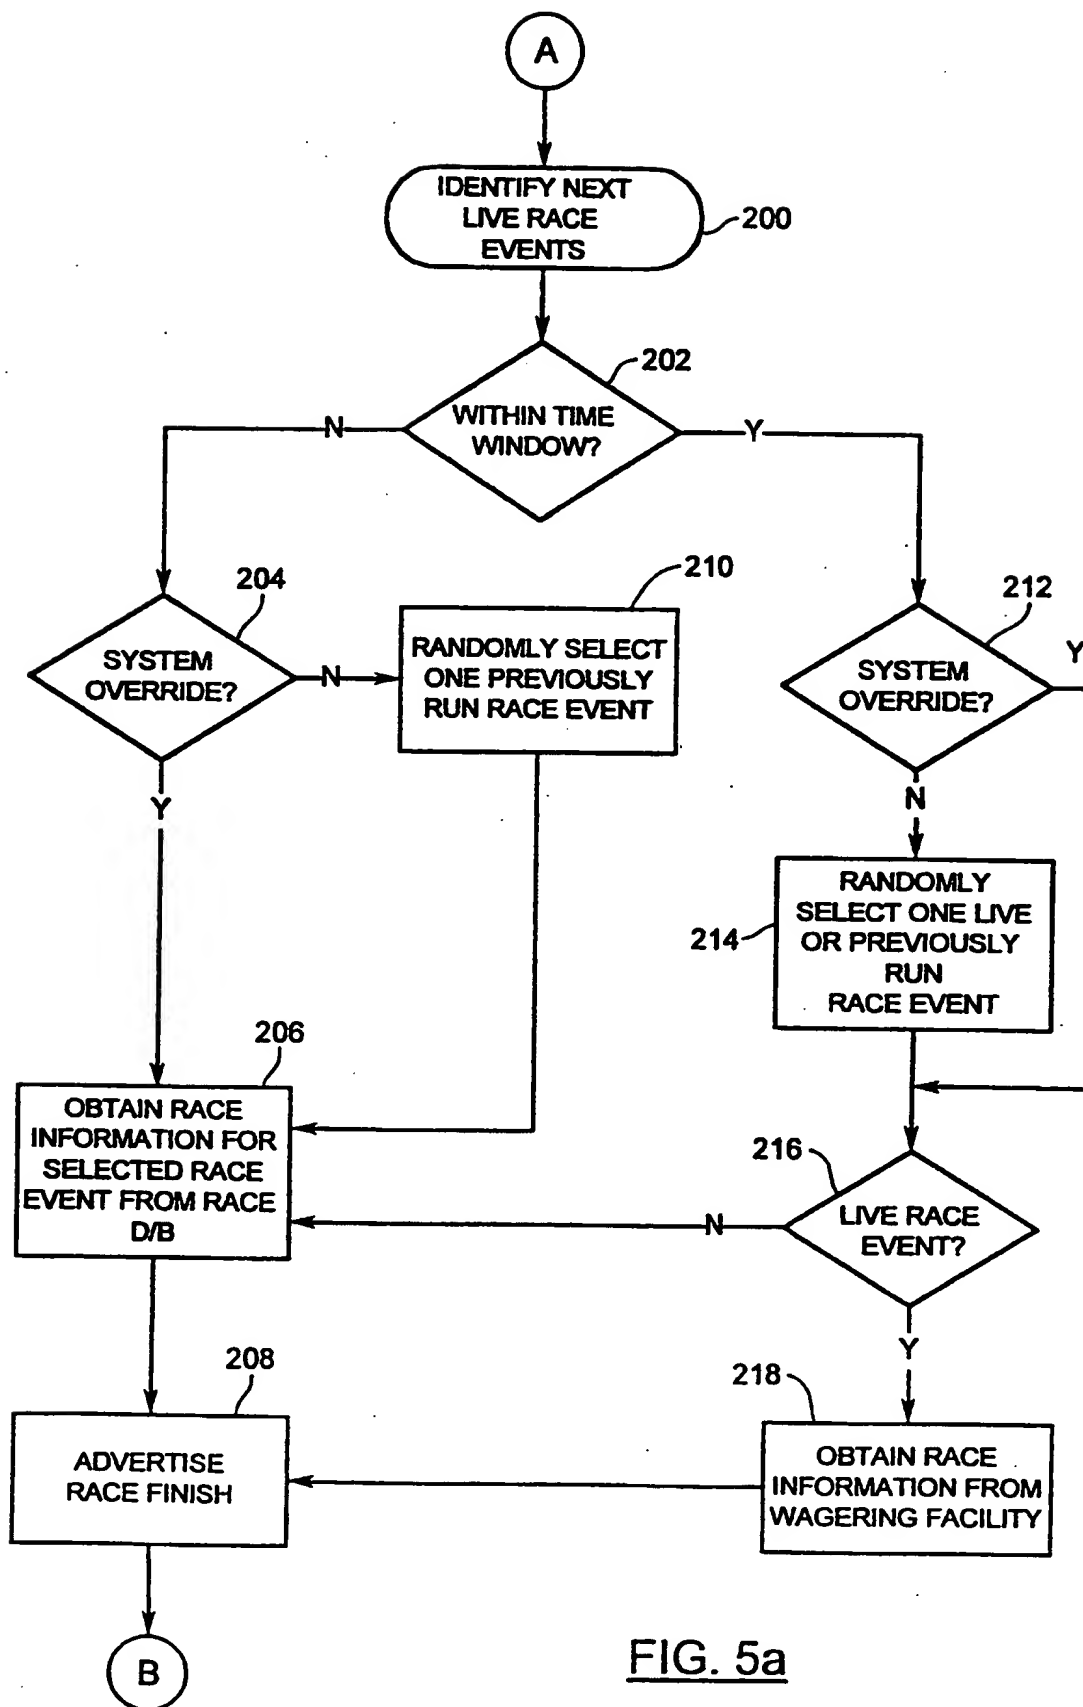 A
IDENTIFY NEXT
LIVE RACE
EVENTS
200
202
WITHIN TIME
WINDOW?
N
Y
204
SYSTEM
OVERRIDE?
N
Y
210
RANDOMLY SELECT
ONE PREVIOUSLY
RUN RACE EVENT
212
SYSTEM
OVERRIDE?
Y
N
RANDOMLY
SELECT ONE LIVE
OR PREVIOUSLY
RUN
RACE EVENT
214
206
OBTAIN RACE
INFORMATION FOR
SELECTED RACE
EVENT FROM RACE
D/B
216
LIVE RACE
EVENT?
N
Y
208
ADVERTISE
RACE FINISH
218
OBTAIN RACE
INFORMATION FROM
WAGERING FACILITY
B
FIG. 5a